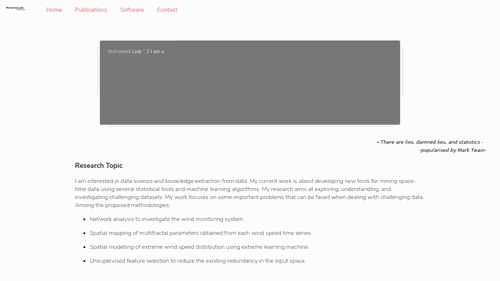 Home Publications Software Contact
Mohamed Laib ~ $ I am a
• There are lies, damned lies, and statistics -
-popularised by Mark Twain-
Research Topic
I am interested in data science and knowledge extraction from data. My current work is about developing new tools for mining space-
time data using several statistical tools and machine learning algorithms. My research aims at exploring, understanding, and
investigating challenging datasets. My work focuses on some important problems that can be faced when dealing with challenging data.
Among the proposed methodologies:
• Network analysis to investigate the wind monitoring system
• Spatial mapping of multifractal parameters obtained from each wind speed time series.
• Spatial modeling of extreme wind speed distribution using extreme learning machine.
• Unsupervised feature selection to reduce the existing redundancy in the input space.